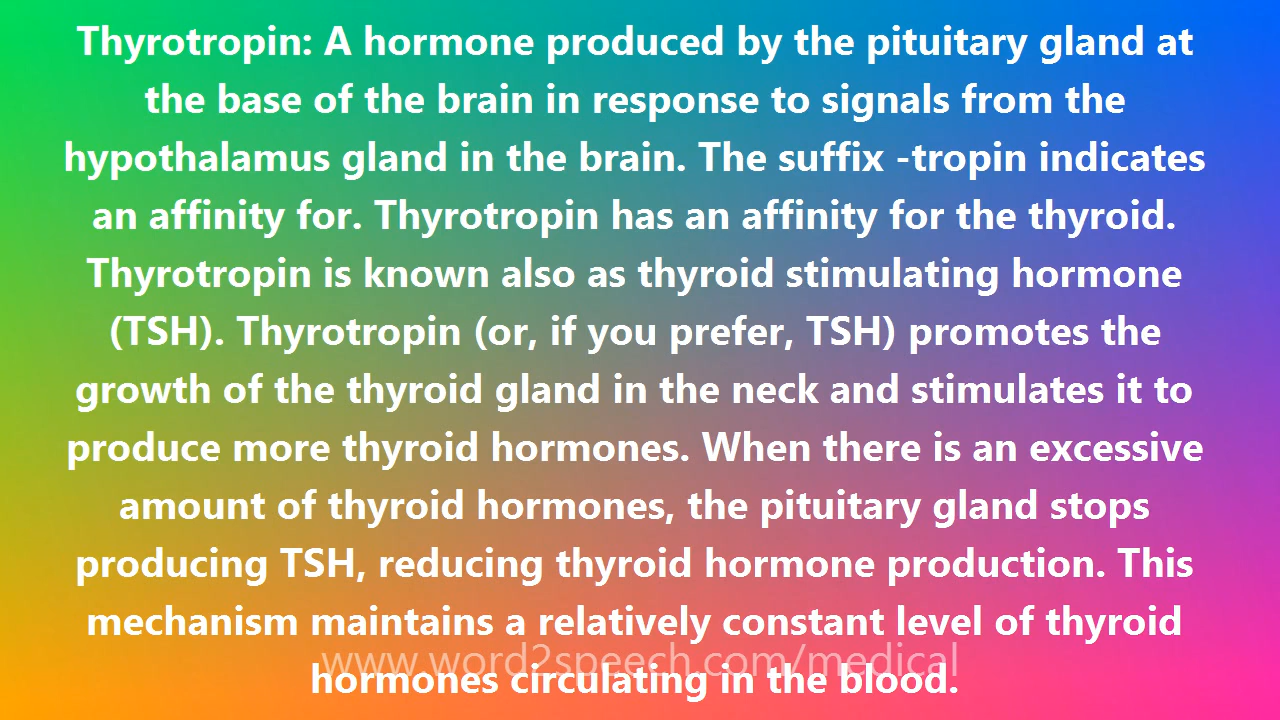 Thyrotropin: A hormone produced by the pituitary gland at
the base of the brain in response to signals from the
hypothalamus gland in the brain. The suffix -tropin indicates
an affinity for. Thyrotropin has an affinity for the thyroid.
Thyrotropin is known also as thyroid stimulating hormone
(TSH). Thyrotropin (or, if you prefer, TSH) promotes the
growth of the thyroid gland in the neck and stimulates it to
produce more thyroid hormones. When there is an excessive
amount of thyroid hormones, the pituitary gland stops
producing TSH, reducing thyroid hormone production. This
mechanism maintains a relatively constant level of thyroid
www.word2speech.com/medical
hormones circulating in the blood.